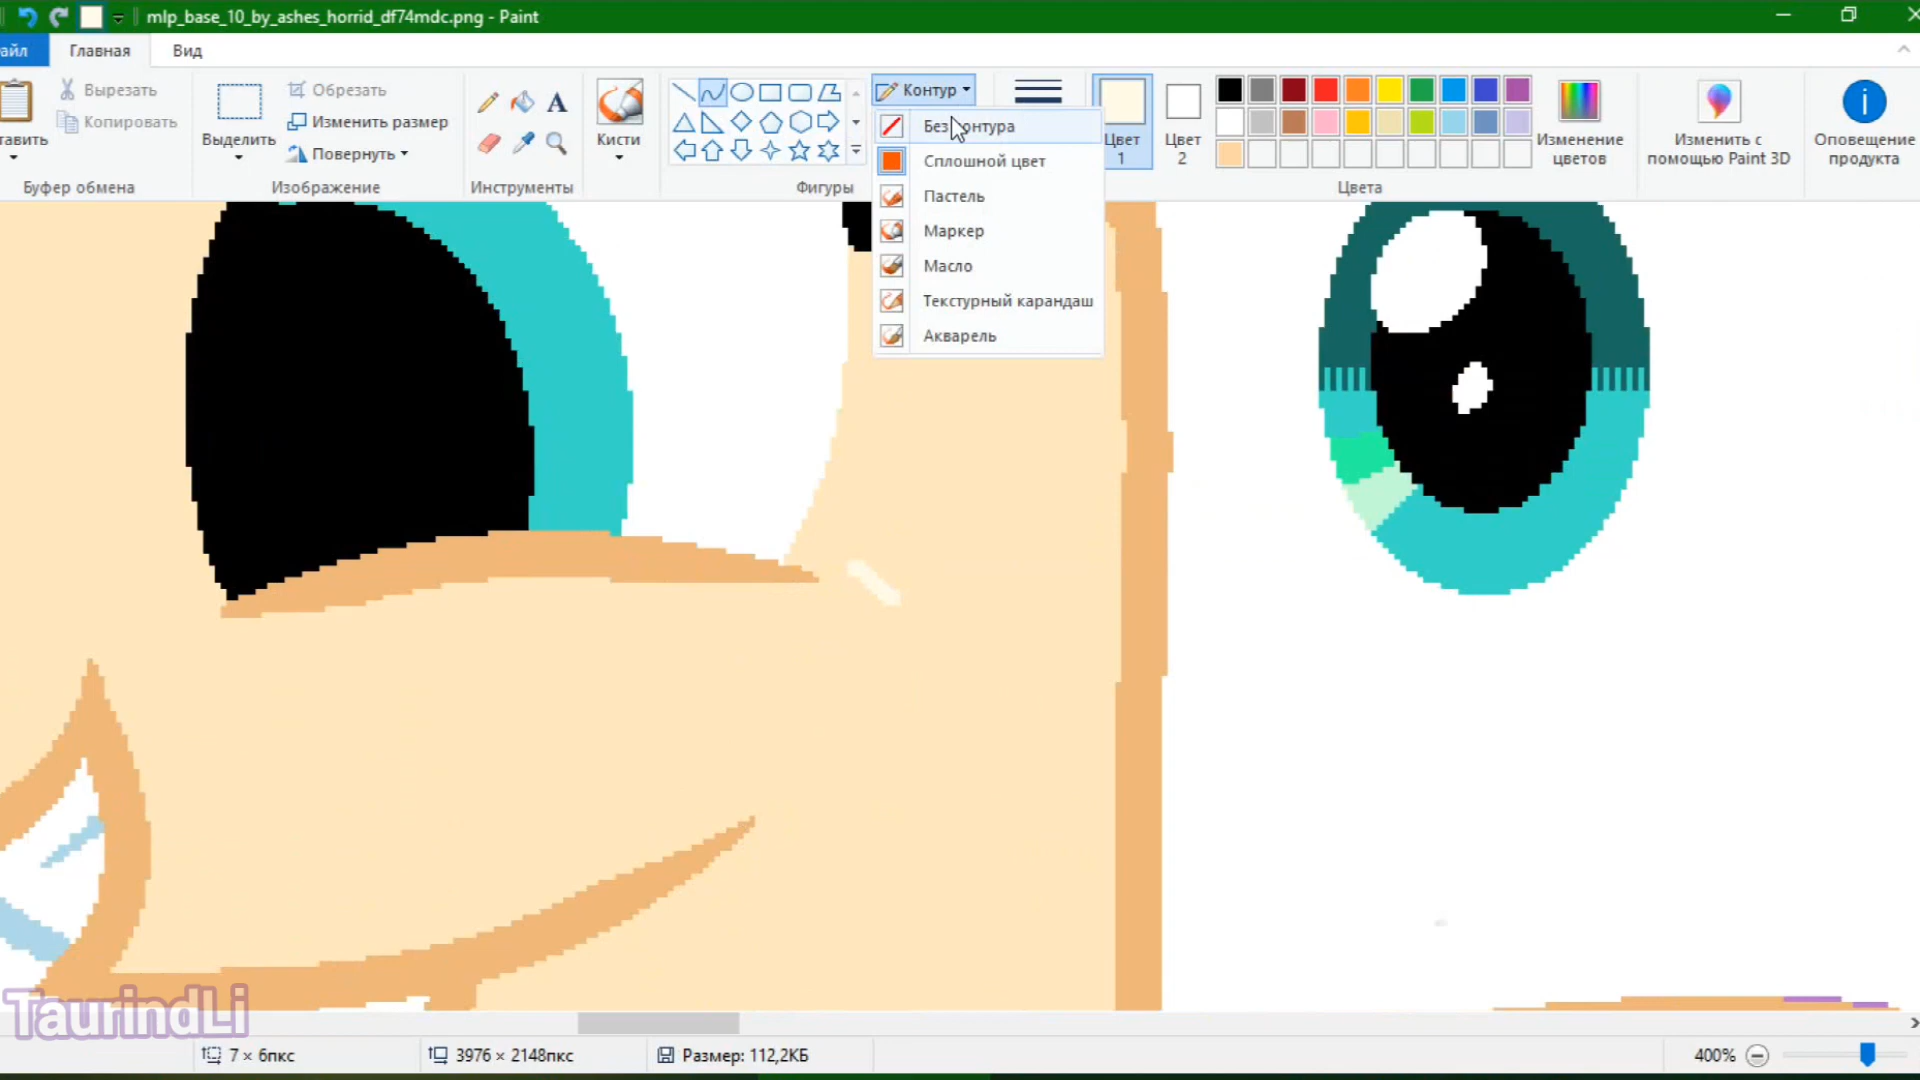 mlp_base_10_by_ashes_horrid_df74mdc.png - Paint
айл Главная Вид
тавить
Вырезать
Копировать
Буфер обмена
Выделить
Обрезать
Изменить размер
Повернуть
Изображение
A
Инструменты
Кисти
Фигуры
Контур
Без контура
Сплошной цвет
Пастель
Маркер
Масло
Текстурный карандаш
Акварель
Цвет
1
Цвет
2
Изменение
цветов
Цвета
Изменить с
помощью Paint 3D
Оповещение
продукта
TaurindLi
7 × 6пкс 3976 × 2148пкс Размер: 112,2КБ 400%